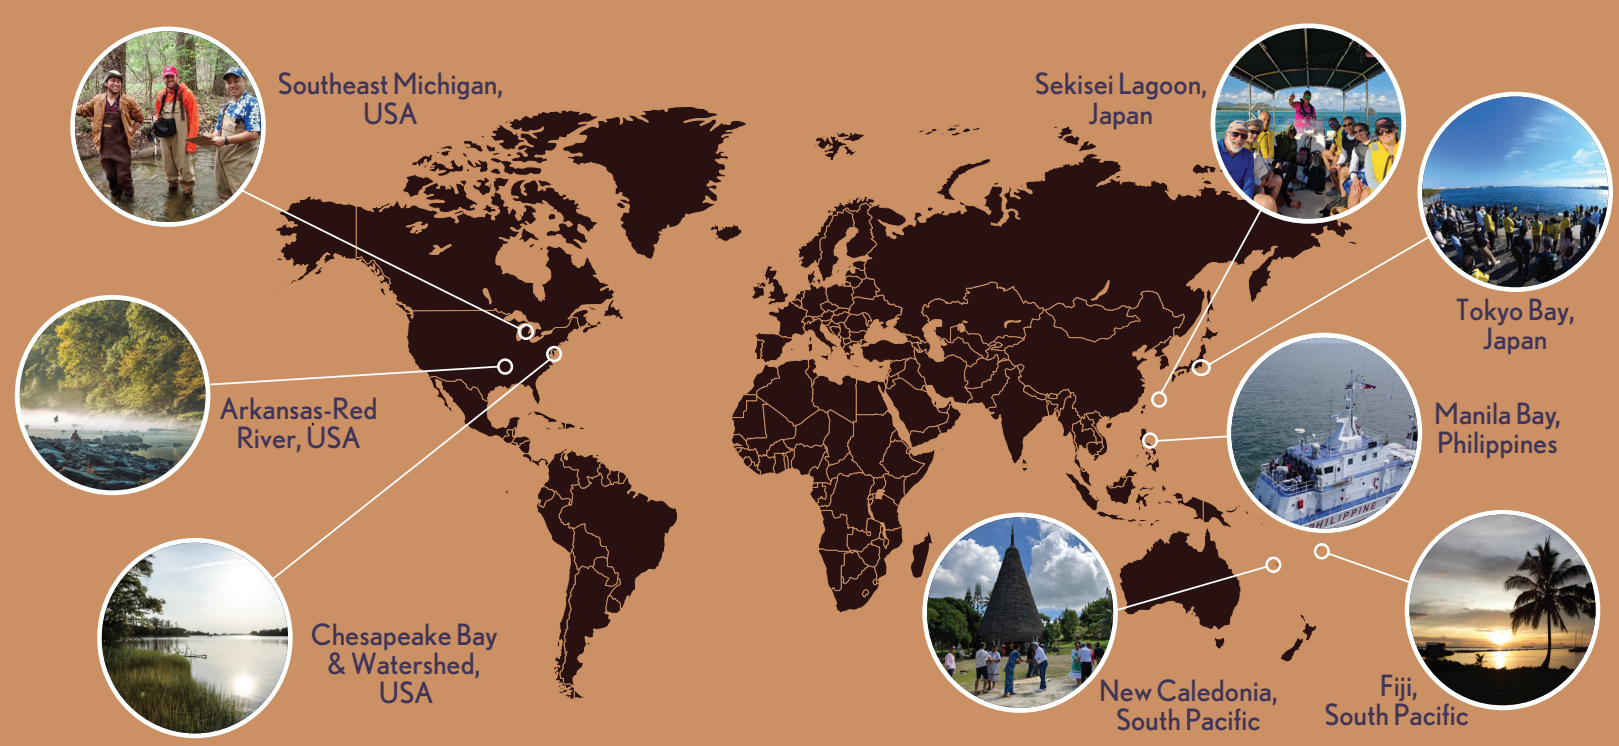 Southeast Michigan,
USA
Sekisei Lagoon,
Japan
Tokyo Bay,
Japan
Arkansas-Red
River, USA
Manila Bay,
Philippines
PHILIPPINE
Chesapeake Bay
& Watershed,
USA
New Caledonia,
South Pacific
Fiji,
South Pacific